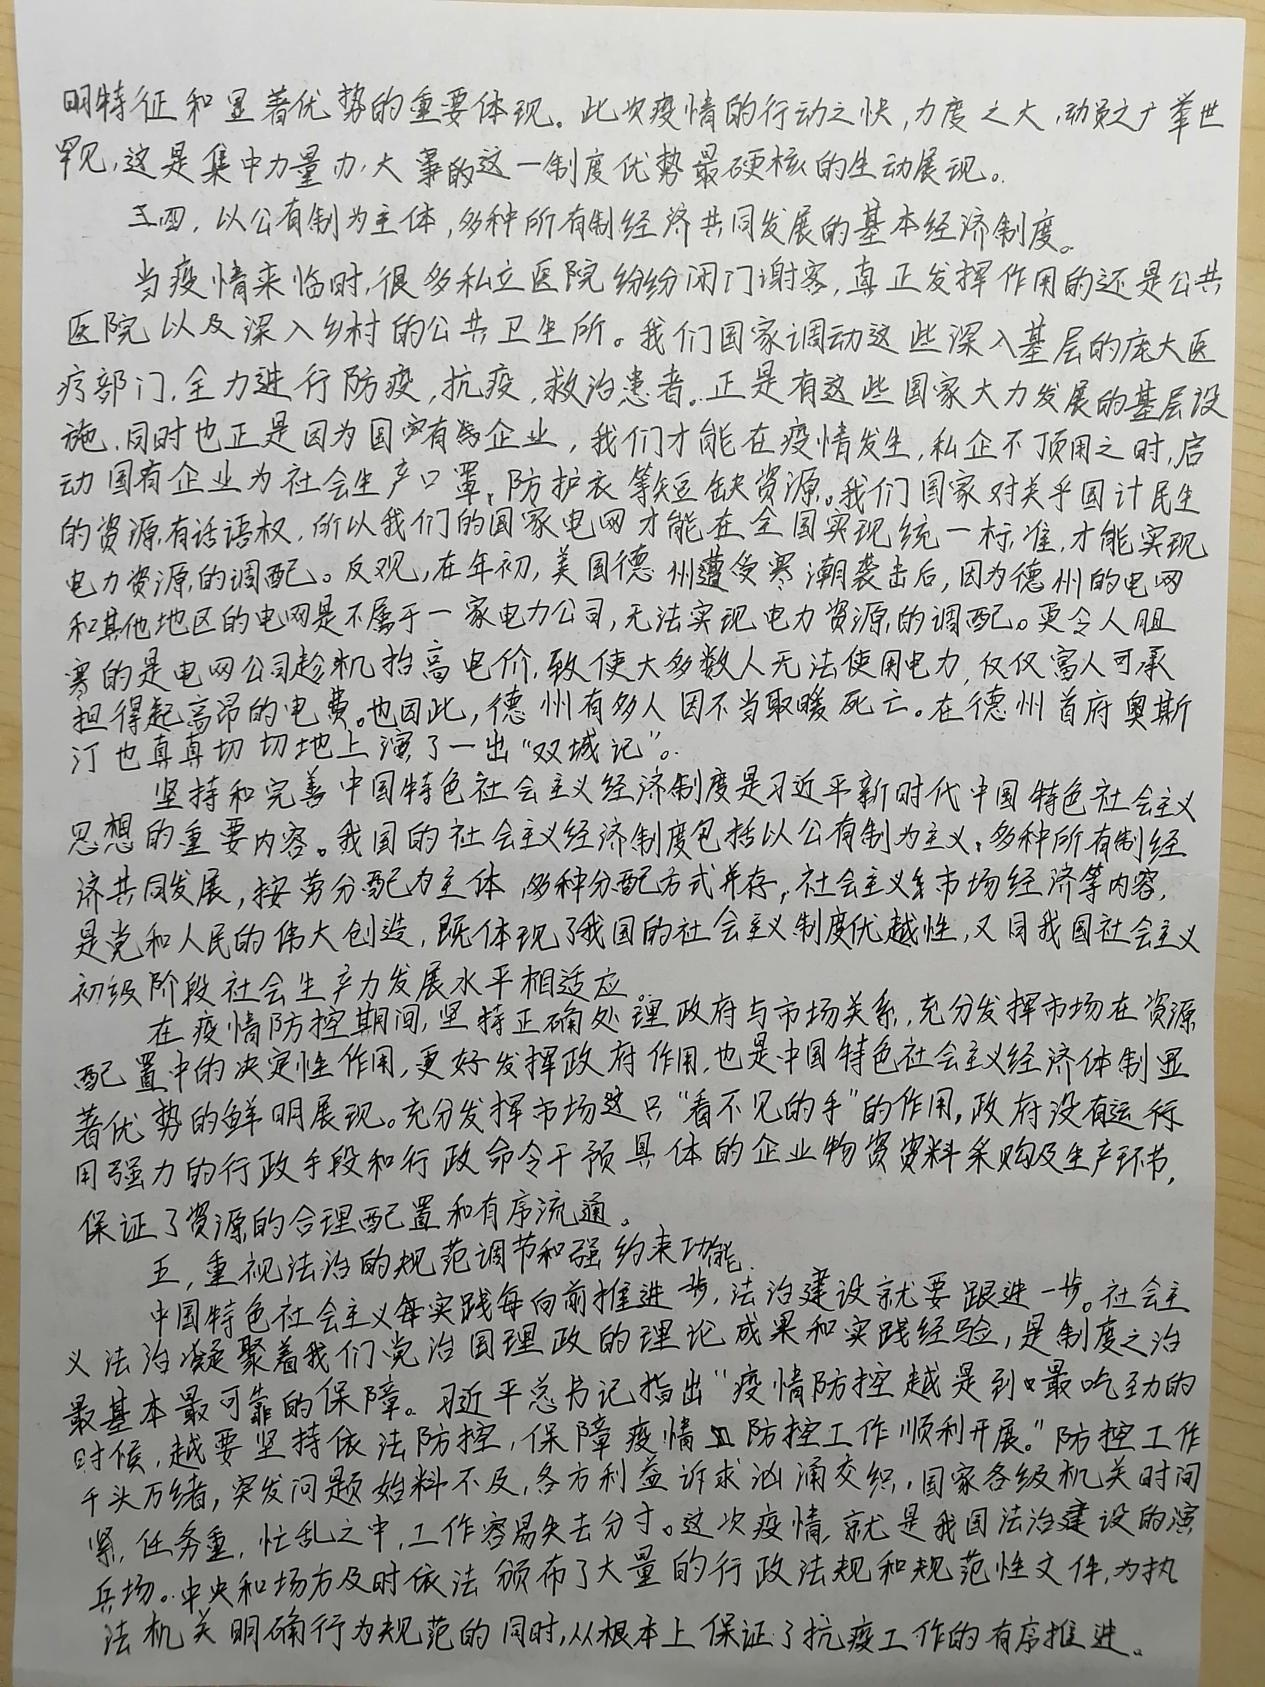 明特征和显著优势的重要体现。此次疫情的行动之快,力度之大,动员之广举世
罕见,这是集中力量办大事的这一制度优势最硬核的生动展现。
四,以公有制为主体,多种所有制经济共同发展的基本经济制度。
当疫情来临时,很多私立医院纷纷闭门谢客,真正发挥作用的还是公共
医院以及深入乡村的公共卫生所。我们国家调动这些深入基层的庞大医
疗部门,全力进行防疫,抗疫,救治患者。正是有这些国家大力发展的基层设
施,同时也正是因为国家有企业,我们才能在疫情发生,私企不顶用之时,启
动国有企业为社会生产口罩,防护衣等短缺资源。我们国家对关乎国计民生
的资源有话语权,所以我们的国家电网才能在全国实现统一标准,才能实现
电力资源的调配。反观,在年初,美国德州遭受寒潮袭击后,因为德州的电网
和其他地区的电网是不属于一家电力公司,无法实现电力资源的调配。更令人胆
寒的是电网公司趁机抬高电价,致使大多数人无法使用电力,仅仅富人可承
担得起高昂的电费。也因此,德州有多人因不当取暖死亡。在德州首府奥斯
汀也真真切切地上演了一出“双城记”。
坚持和完善中国特色社会主义经济制度是习近平新时代中国特色社会主义
思想的重要内容。我国的社会主义经济制度包括以公有制为主义,多种所有制经
济共同发展,按劳分配为主体,多种分配方式并存,社会主义市场经济等内容,
是党和人民的伟大创造,既体现了我国的社会主义制度优越性,又同我国社会主义
初级阶段社会生产力发展水平相适应。
在疫情防控期间,坚持正确处理政府与市场关系,充分发挥市场在资源
配置中的决定性作用,更好发挥政府作用,也是中国特色社会主义经济体制显
著优势的鲜明展现。充分发挥市场这只“看不见的手”的作用,政府没有运行
用强力的行政手段和行政命令干预具体的企业物资资料采购及生产环节,
保证了资源的合理配置和有序流通。
五,重视法治的规范调节和强约束功能.
中国特色社会主义每实践每向前推进一步,法治建设就要跟进一步。社会主
义法治凝聚着我们党治国理政的理论成果和实践经验,是制度之治
最基本最可靠的保障。习近平总书记指出“疫情防控越是到最吃劲的
时候,越要坚持依法防控,保障疫情防控工作顺利开展。”防控工作
千头万绪,突发问题始料不及,各方利益诉求汹涌交织,国家各级机关时间
紧,任务重,忙乱之中,工作容易失去分寸。这次疫情,就是我国法治建设的演
兵场。中央和场方及时依法颁布了大量的行政法规和规范性文件,为执
法机关明确行为规范的同时,从根本上保证了抗疫工作的有序推进。